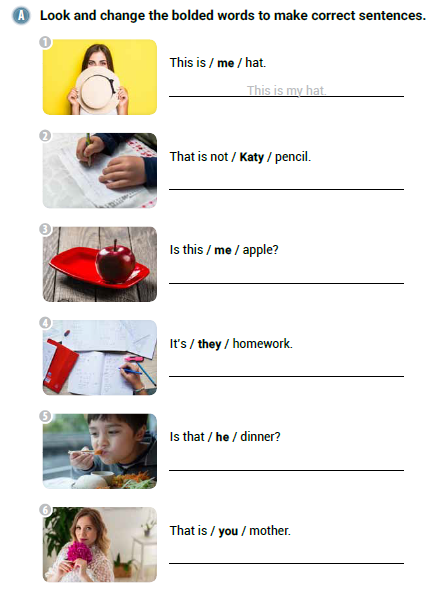 A Look and change the bolded words to make correct sentences.
1
This is / me / hat.
This is my hat.
2
That is not / Katy / pencil.
3
Is this / me / apple?
4
It's / they / homework.
5
Is that / he / dinner?
6
That is / you / mother.